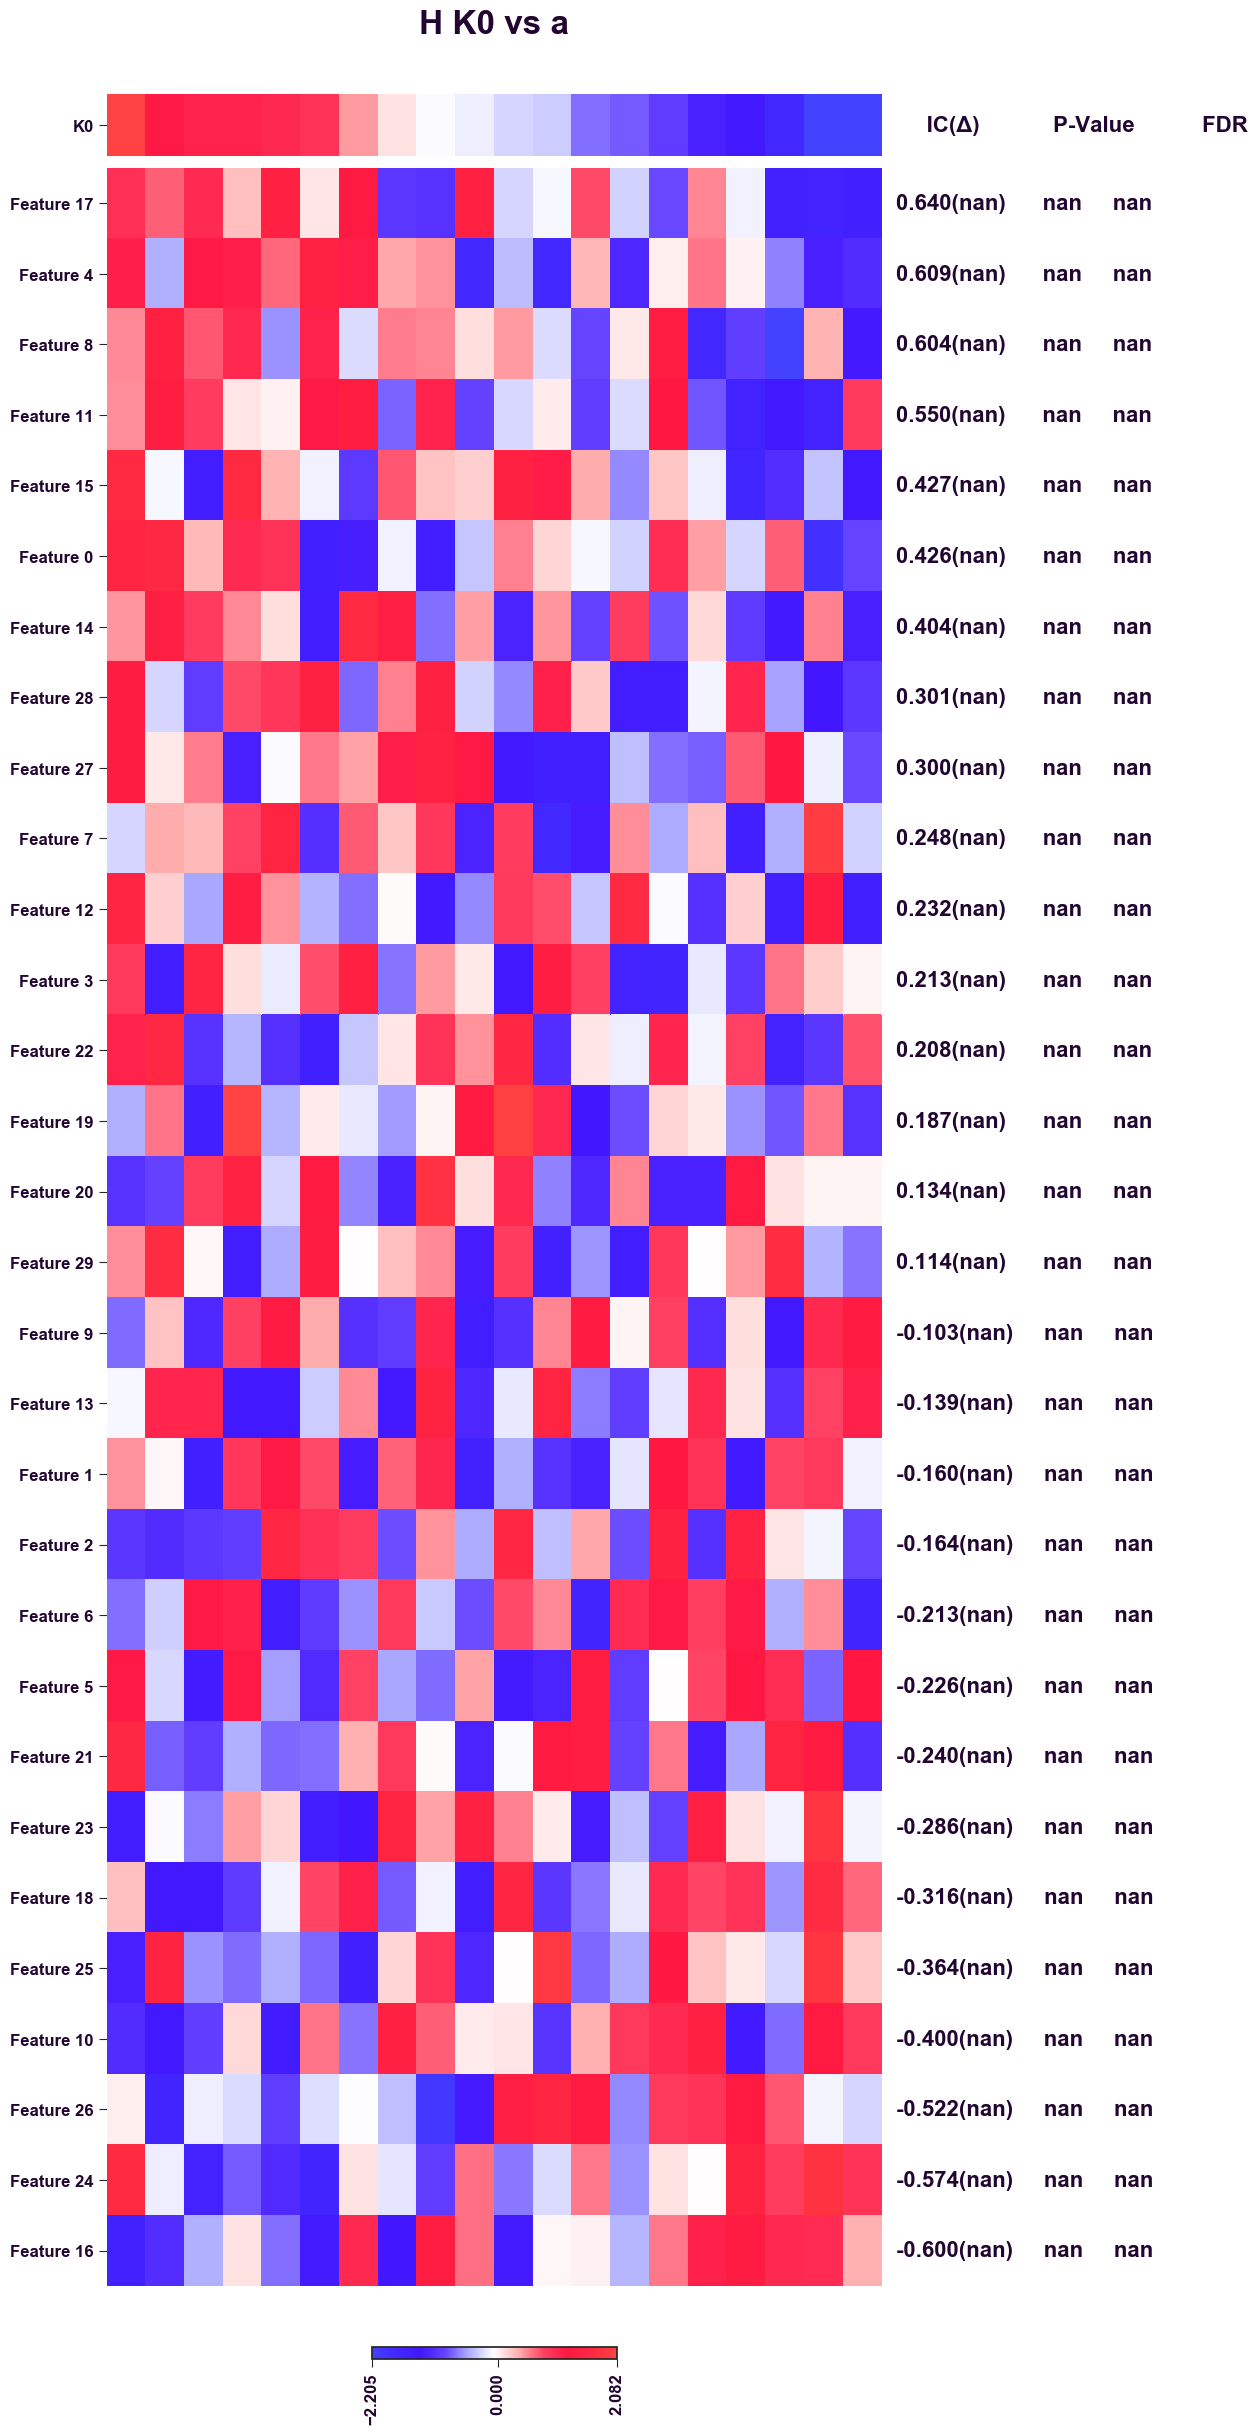 H K0 vs a
K0 IC(Δ) P-Value FDR
Feature 17 0.640(nan) nan nan
Feature 4 0.609(nan) nan nan
Feature 8 0.604(nan) nan nan
Feature 11 0.550(nan) nan nan
Feature 15 0.427(nan) nan nan
Feature 0 0.426(nan) nan nan
Feature 14 0.404(nan) nan nan
Feature 28 0.301(nan) nan nan
Feature 27 0.300(nan) nan nan
Feature 7 0.248(nan) nan nan
Feature 12 0.232(nan) nan nan
Feature 3 0.213(nan) nan nan
Feature 22 0.208(nan) nan nan
Feature 19 0.187(nan) nan nan
Feature 20 0.134(nan) nan nan
Feature 29 0.114(nan) nan nan
Feature 9 -0.103(nan) nan nan
Feature 13 -0.139(nan) nan nan
Feature 1 -0.160(nan) nan nan
Feature 2 -0.164(nan) nan nan
Feature 6 -0.213(nan) nan nan
Feature 5 -0.226(nan) nan nan
Feature 21 -0.240(nan) nan nan
Feature 23 -0.286(nan) nan nan
Feature 18 -0.316(nan) nan nan
Feature 25 -0.364(nan) nan nan
Feature 10 -0.400(nan) nan nan
Feature 26 -0.522(nan) nan nan
Feature 24 -0.574(nan) nan nan
Feature 16 -0.600(nan) nan nan
−2.205
0.000
2.082